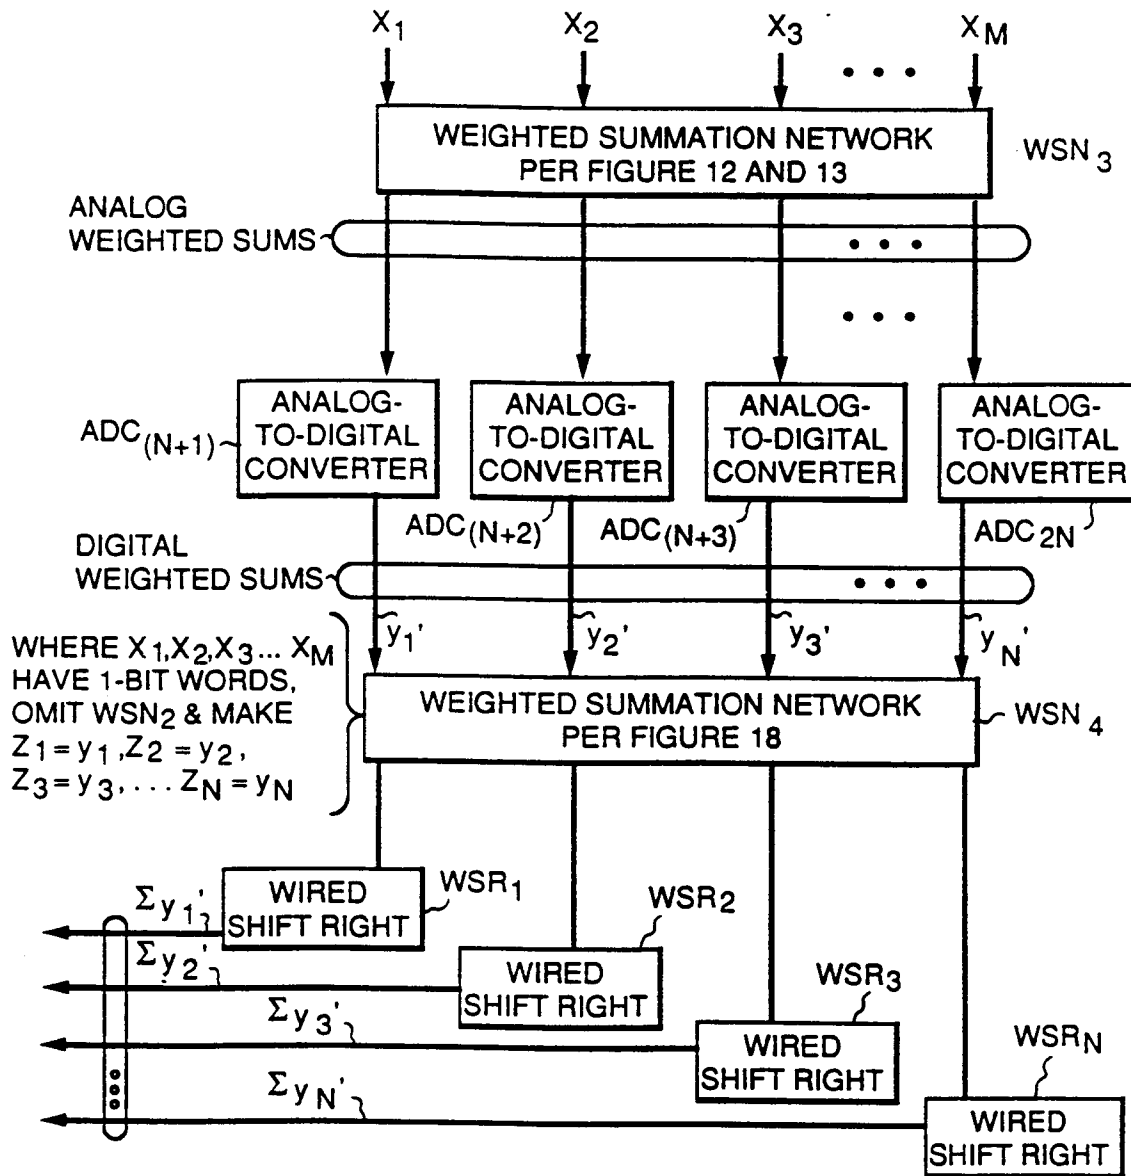 X1 X2 X3 XM
WEIGHTED SUMMATION NETWORK
PER FIGURE 12 AND 13
WSN3
ANALOG
WEIGHTED SUMS
ANALOG-
TO-DIGITAL
CONVERTER
ADC(N+1)
ANALOG-
TO-DIGITAL
CONVERTER
ADC(N+2)
ANALOG-
TO-DIGITAL
CONVERTER
ADC(N+3)
ANALOG-
TO-DIGITAL
CONVERTER
ADC2N
DIGITAL
WEIGHTED SUMS
y1' y2' y3' yN'
WHERE X1,X2,X3... XM
HAVE 1-BIT WORDS,
OMIT WSN2 & MAKE
Z1=y1,Z2=y2,
Z3=y3,...ZN=yN
WEIGHTED SUMMATION NETWORK
PER FIGURE 18
WSN4
WIRED
SHIFT RIGHT
WSR1
Σy1'
WIRED
SHIFT RIGHT
WSR2
Σy2'
WIRED
SHIFT RIGHT
WSR3
Σy3'
WIRED
SHIFT RIGHT
WSRN
ΣyN'